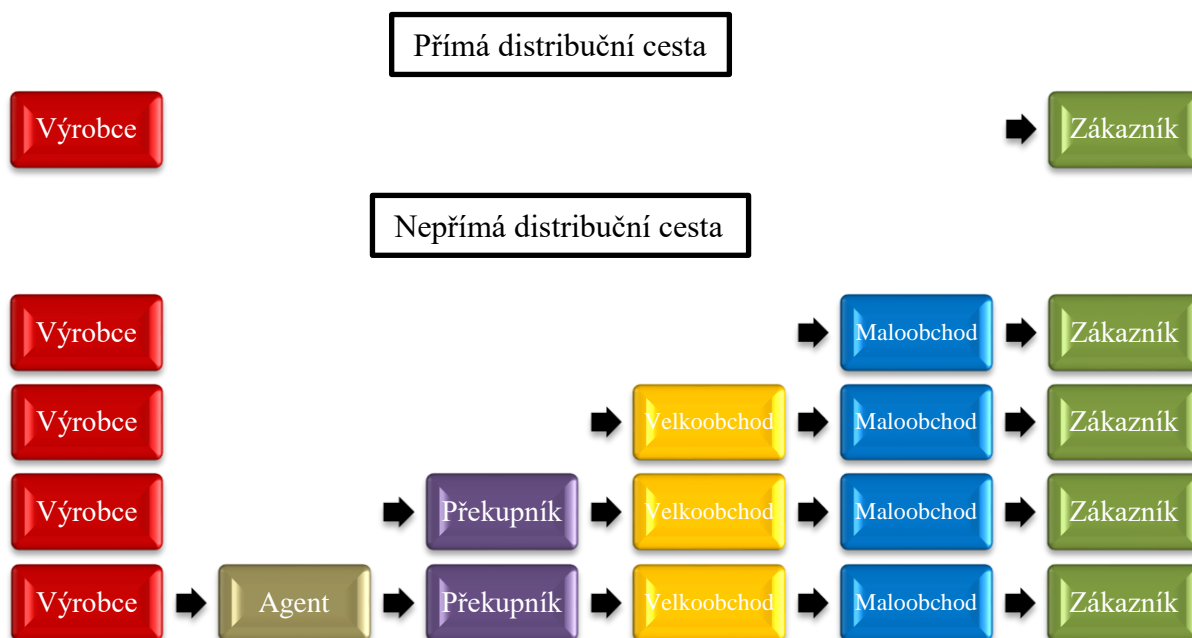 Přímá distribuční cesta
Výrobce Zákazník
Nepřímá distribuční cesta
Výrobce Maloobchod Zákazník
Výrobce Velkoobchod Maloobchod Zákazník
Výrobce Překupník Velkoobchod Maloobchod Zákazník
Výrobce Agent Překupník Velkoobchod Maloobchod Zákazník